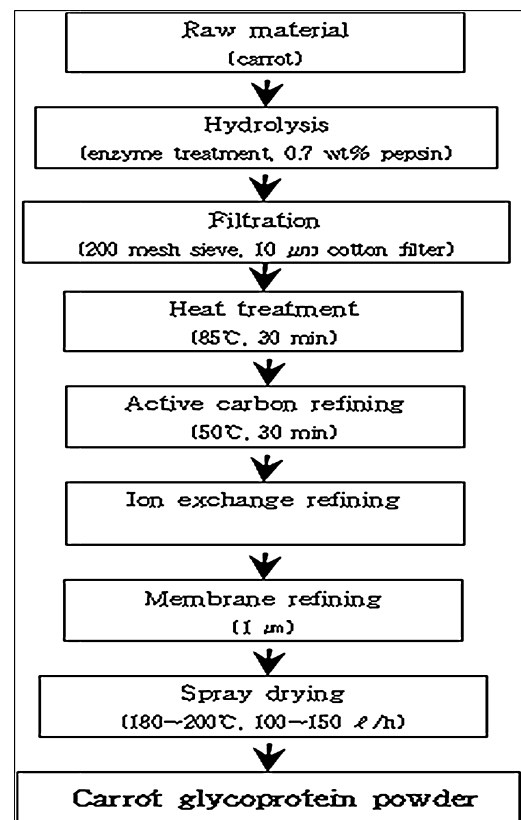 Raw material
(carrot)
Hydrolysis
(enzyme treatment, 0.7 wt% pepsin)
Filtration
(200 mesh sieve, 10 μm cotton filter)
Heat treatment
(85℃, 30 min)
Active carbon refining
(50℃, 30 min)
Ion exchange refining
Membrane refining
(1 μm)
Spray drying
(180~200℃, 100~150 ℓ/h)
Carrot glycoprotein powder